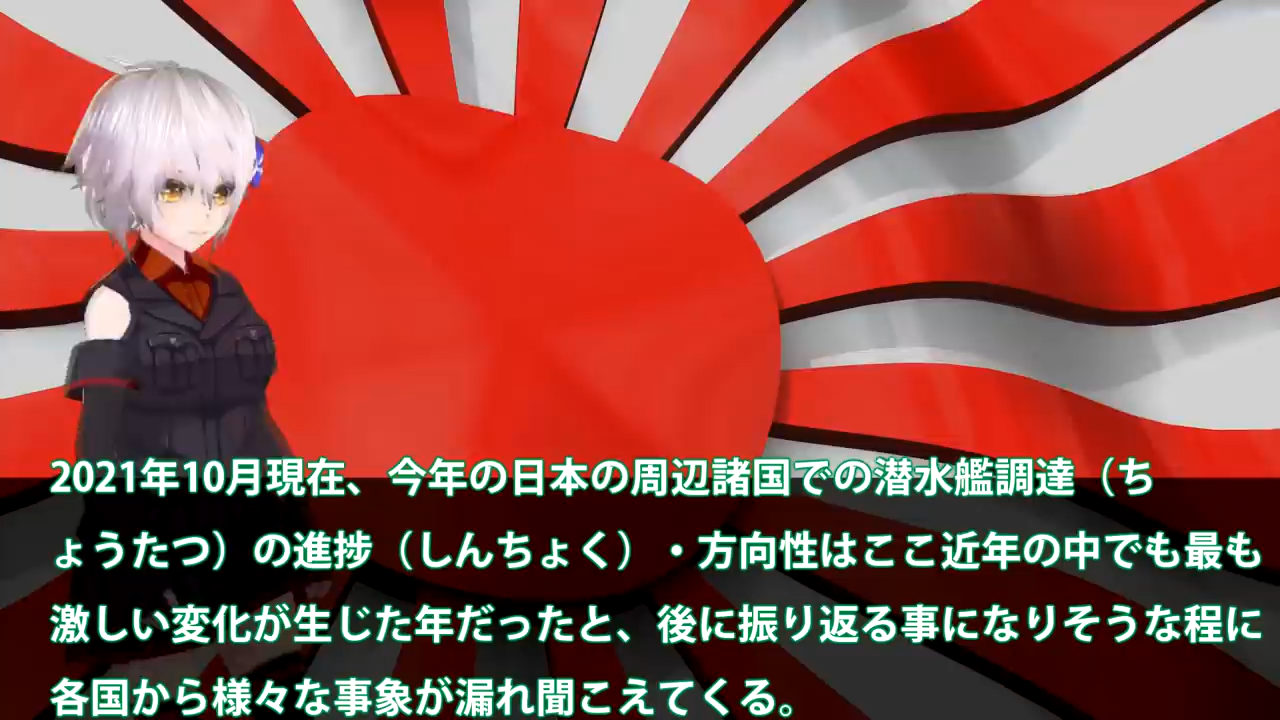 2021年10月現在、今年の日本の周辺諸国での潜水艦調達（ち
ょうたつ）の進捗（しんちょく）・方向性はここ近年の中でも最も
激しい変化が生じた年だったと、後に振り返る事になりそうな程に
各国から様々な事象が漏れ聞こえてくる。